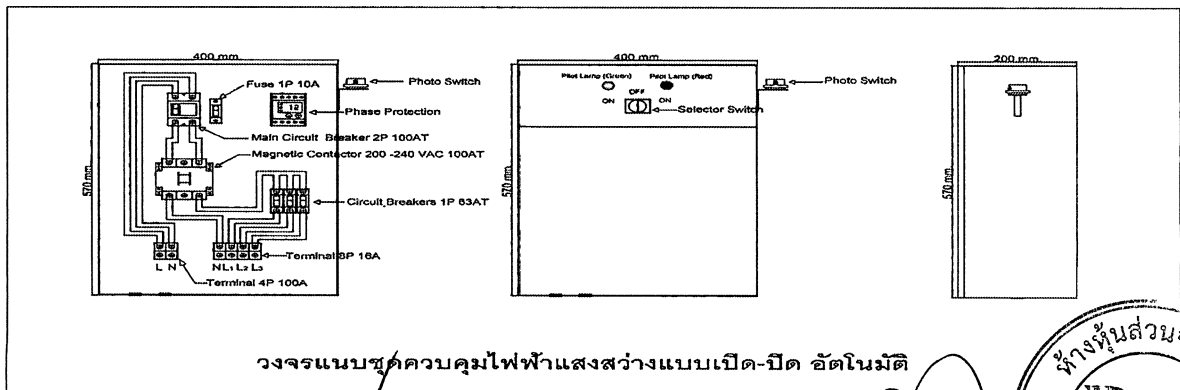 400 mm
Fuse 1P 10A
Photo Switch
12
Phase Protection
Main Circuit Breaker 2P 100AT
Magnetic Contactor 200 -240 VAC 100AT
570 mm
Circuit Breakers 1P 63AT
Terminal 8P 16A
L N
N L1 L2 L3
Terminal 4P 100A
400 mm
Pilot Lamp (Green)
Pilot Lamp (Red)
Photo Switch
OFF
ON
ON
Selector Switch
570 mm
200 mm
570 mm
วงจรแนบชุดควบคุมไฟฟ้าแสงสว่างแบบเปิด-ปิด อัตโนมัติ
ห้างหุ้นส่วน